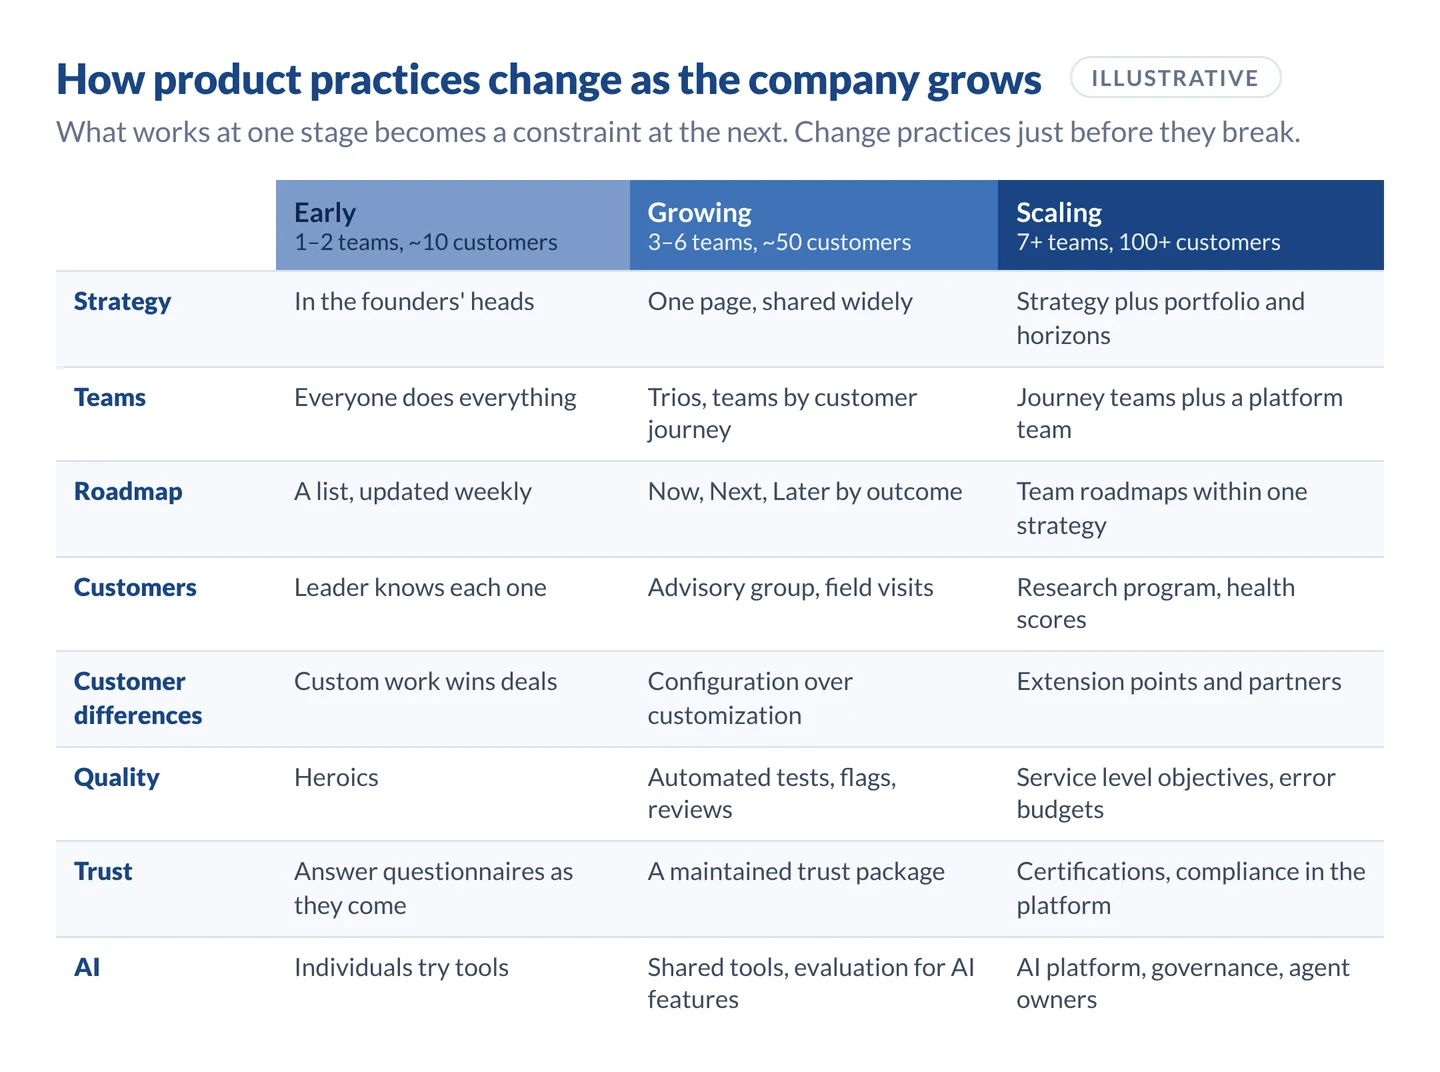 How product practices change as the company grows
ILLUSTRATIVE
What works at one stage becomes a constraint at the next. Change practices just before they break.
Early
1–2 teams, ~10 customers
Growing
3–6 teams, ~50 customers
Scaling
7+ teams, 100+ customers
Strategy
In the founders' heads
One page, shared widely
Strategy plus portfolio and
horizons
Teams
Everyone does everything
Trios, teams by customer
journey
Journey teams plus a platform
team
Roadmap
A list, updated weekly
Now, Next, Later by outcome
Team roadmaps within one
strategy
Customers
Leader knows each one
Advisory group, field visits
Research program, health
scores
Customer
differences
Custom work wins deals
Configuration over
customization
Extension points and partners
Quality
Heroics
Automated tests, flags,
reviews
Service level objectives, error
budgets
Trust
Answer questionnaires as
they come
A maintained trust package
Certifications, compliance in the
platform
AI
Individuals try tools
Shared tools, evaluation for AI
features
AI platform, governance, agent
owners